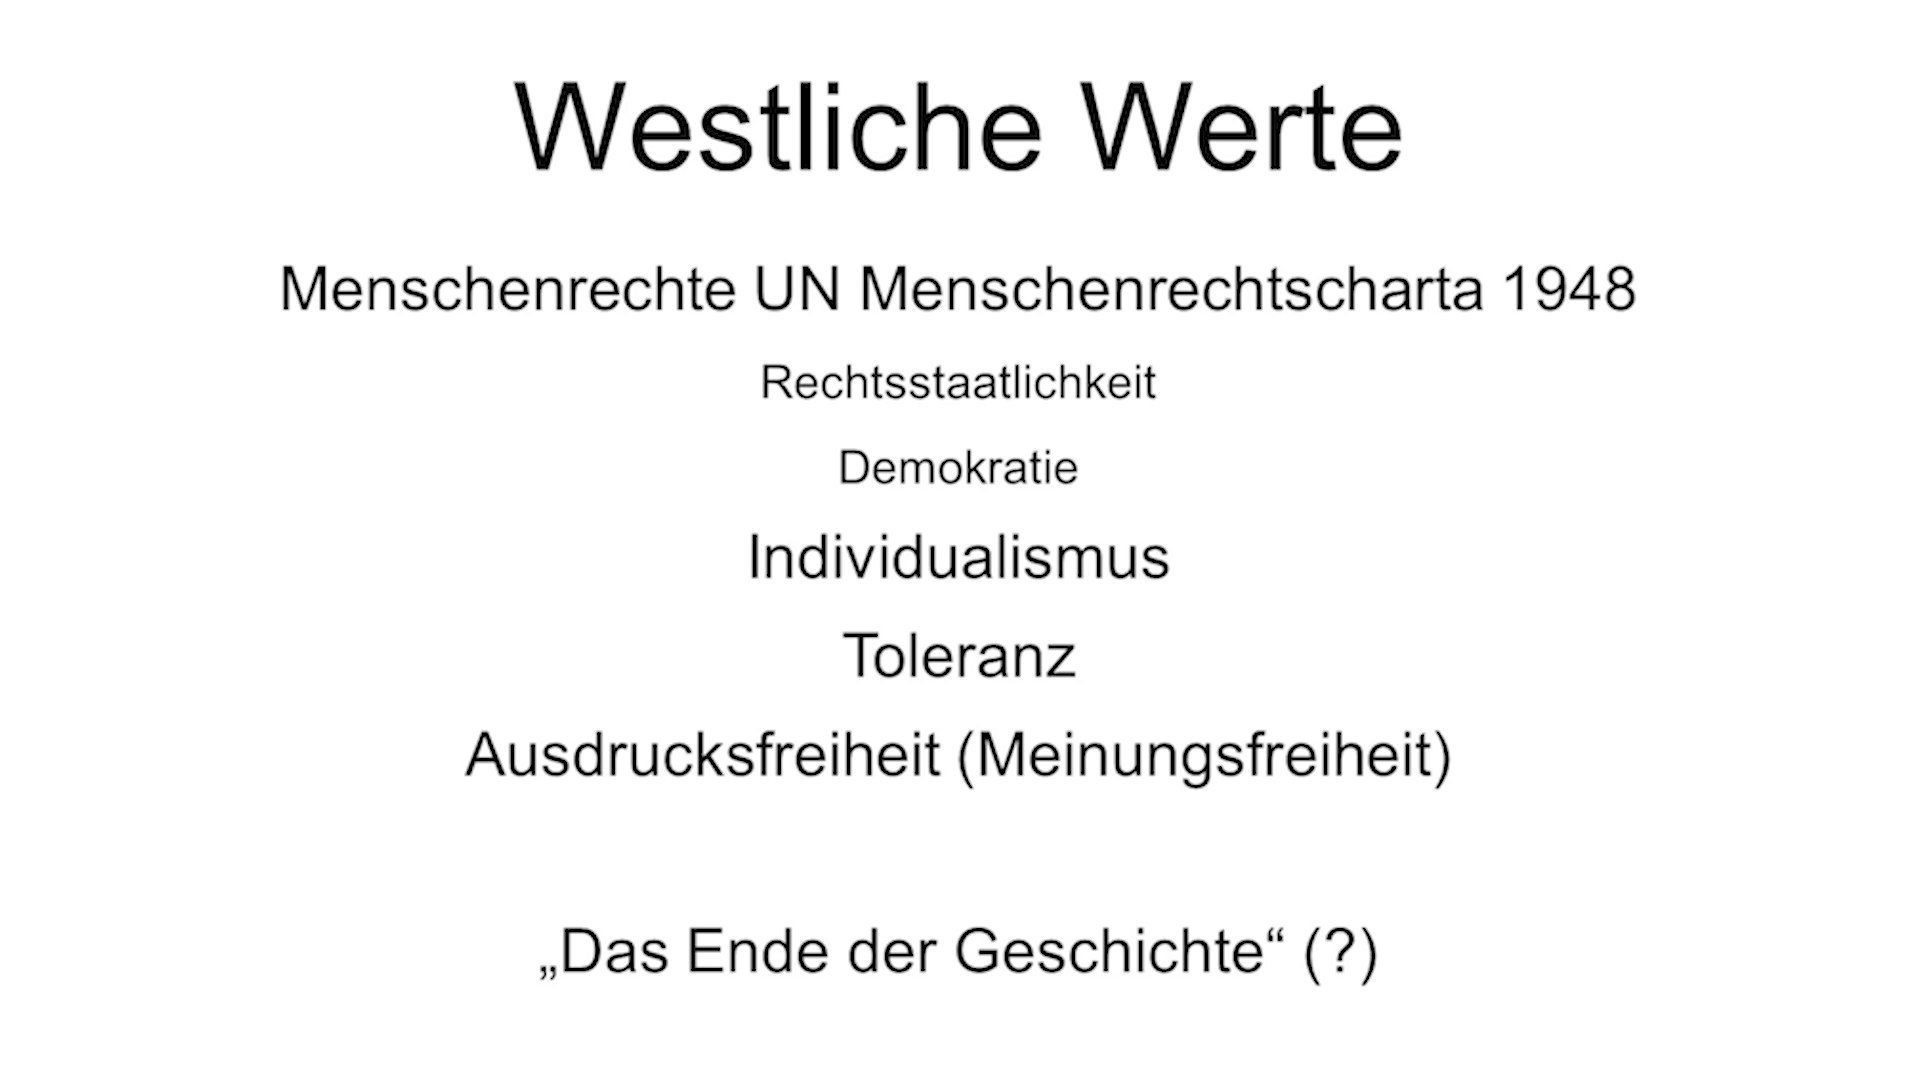 Westliche Werte
Menschenrechte UN Menschenrechtscharta 1948
Rechtsstaatlichkeit
Demokratie
Individualismus
Toleranz
Ausdrucksfreiheit (Meinungsfreiheit)
„Das Ende der Geschichte“ (?)